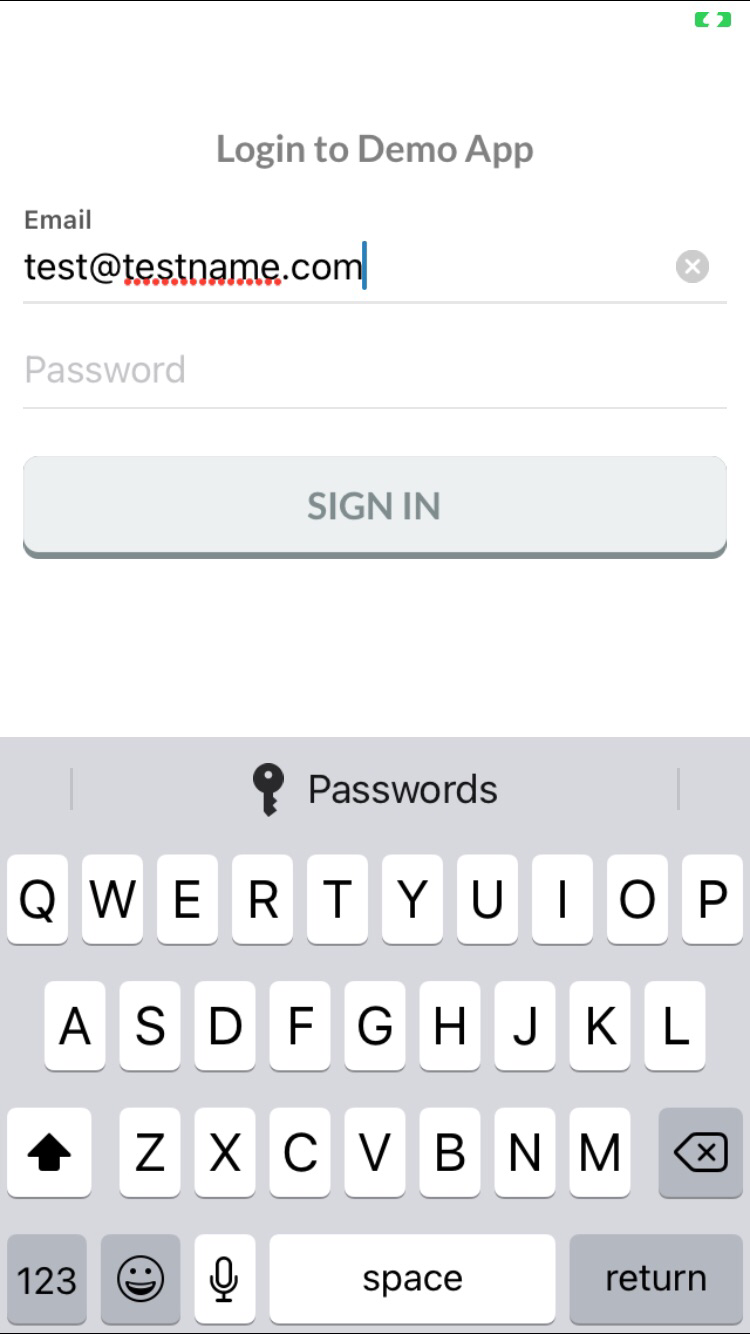 Login to Demo App
Email
test@testname.com
Password
SIGN IN
Passwords
Q W E R T Y U I O P
A S D F G H J K L
Z X C V B N M
123 space return